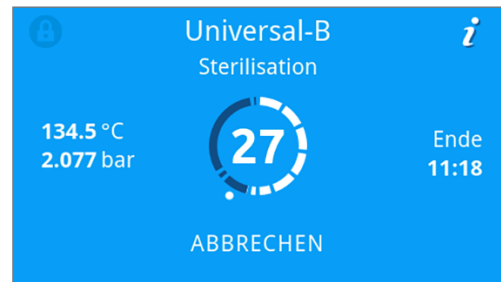 Universal-B
i
Sterilisation
134.5 °C
2.077 bar
27
Ende
11:18
ABBRECHEN